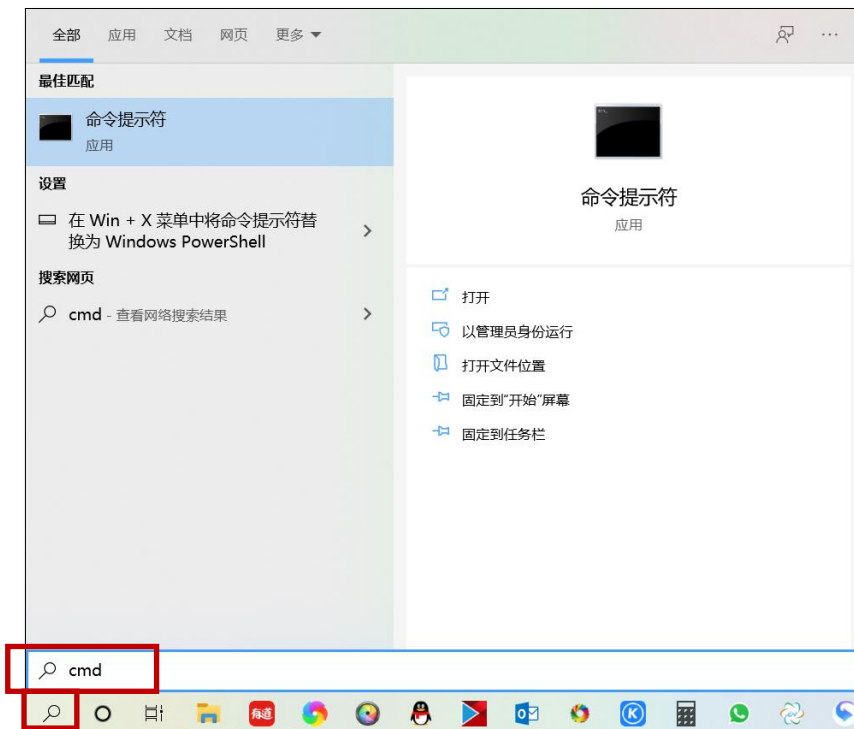 全部 应用 文档 网页 更多
最佳匹配
命令提示符
应用
设置
在 Win + X 菜单中将命令提示符替
换为 Windows PowerShell
搜索网页
cmd - 查看网络搜索结果
命令提示符
应用
打开
以管理员身份运行
打开文件位置
固定到"开始"屏幕
固定到任务栏
cmd
有道